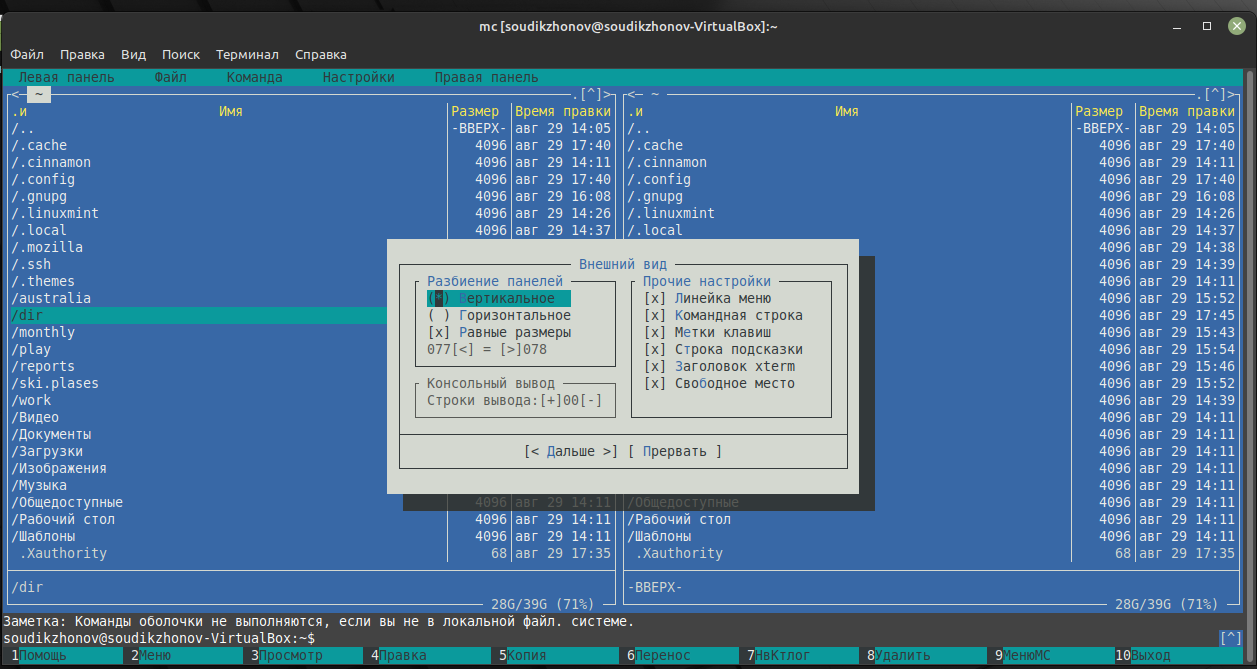 mc [soudikzhonov@soudikzhonov-VirtualBox]:~
Файл Правка Вид Поиск Терминал Справка
Левая панель Файл Команда Настройки Правая панель
<─ ~ .[^]> <─ ~ .[^]>
.и Имя Размер Время правки .и Имя Размер Время правки
/.. -ВВЕРХ- авг 29 14:05 /.. -ВВЕРХ- авг 29 14:05
/.cache 4096 авг 29 17:40 /.cache 4096 авг 29 17:40
/.cinnamon 4096 авг 29 14:11 /.cinnamon 4096 авг 29 14:11
/.config 4096 авг 29 17:40 /.config 4096 авг 29 17:40
/.gnupg 4096 авг 29 16:08 /.gnupg 4096 авг 29 16:08
/.linuxmint 4096 авг 29 14:26 /.linuxmint 4096 авг 29 14:26
/.local 4096 авг 29 14:37 /.local 4096 авг 29 14:37
/.mozilla 4096 авг 29 14:38
/.ssh Внешний вид 4096 авг 29 14:39
/.themes Разбиение панелей Прочие настройки 4096 авг 29 14:11
/australia (*) Вертикальное [x] Линейка меню 4096 авг 29 15:52
/dir ( ) Горизонтальное [x] Командная строка 4096 авг 29 17:45
/monthly [x] Равные размеры [x] Метки клавиш 4096 авг 29 15:43
/play 077[<] = [>]078 [x] Строка подсказки 4096 авг 29 15:54
/reports [x] Заголовок xterm 4096 авг 29 15:46
/ski.plases Консольный вывод [x] Свободное место 4096 авг 29 15:52
/work Строки вывода:[+]00[-] 4096 авг 29 14:39
/Видео 4096 авг 29 14:11
/Документы 4096 авг 29 14:11
/Загрузки [< Дальше >] [ Прервать ] 4096 авг 29 14:11
/Изображения 4096 авг 29 14:11
/Музыка 4096 авг 29 14:11
/Общедоступные 4096 авг 29 14:11 /Общедоступные 4096 авг 29 14:11
/Рабочий стол 4096 авг 29 14:11 /Рабочий стол 4096 авг 29 14:11
/Шаблоны 4096 авг 29 14:11 /Шаблоны 4096 авг 29 14:11
.Xauthority 68 авг 29 17:35 .Xauthority 68 авг 29 17:35
/dir -ВВЕРХ-
28G/39G (71%) 28G/39G (71%)
Заметка: Команды оболочки не выполняются, если вы не в локальной файл. системе.
soudikzhonov@soudikzhonov-VirtualBox:~$ [^]
1Помощь 2Меню 3Просмотр 4Правка 5Копия 6Перенос 7НвКтлог 8Удалить 9МенюMC 10Выход